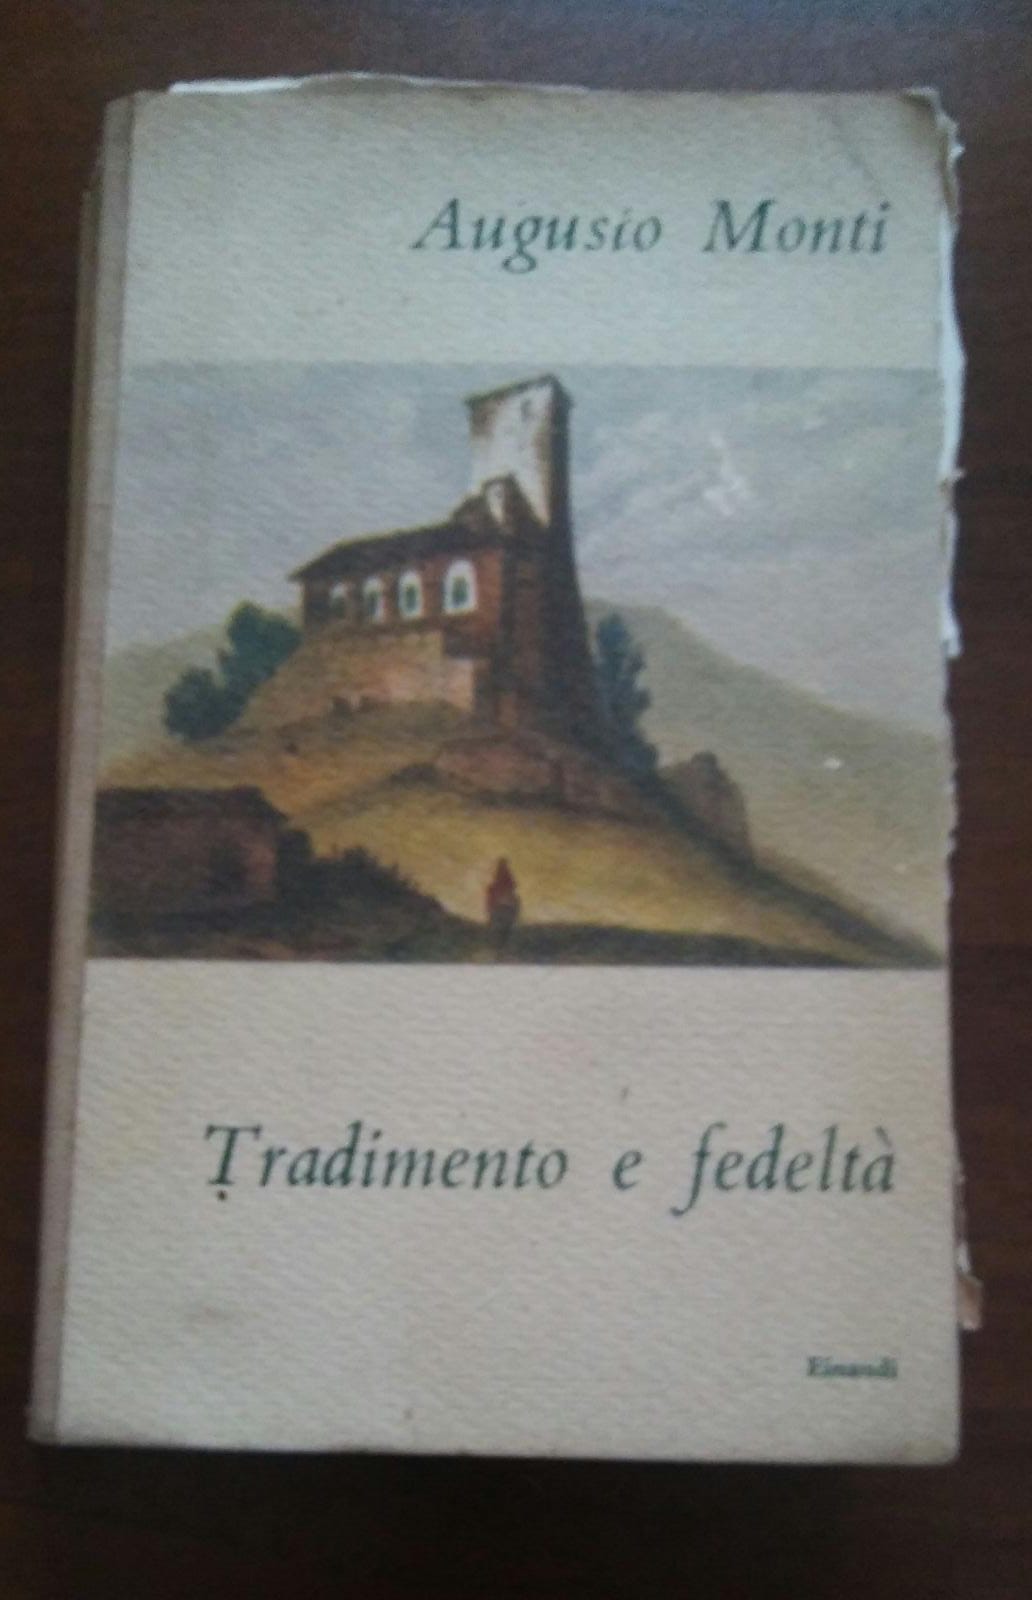 Augusto Monti
Tradimento e fedeltà
Einaudi